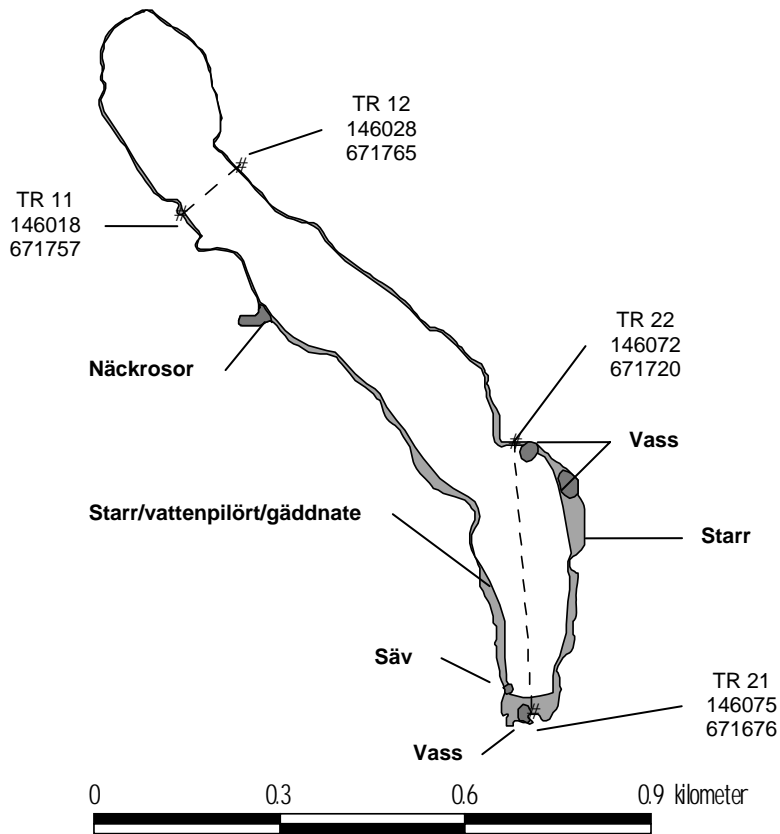 TR 12
146028
671765
TR 11
146018
671757
TR 22
146072
671720
Näckrosor
Vass
Starr/vattenpilört/gäddnate
Starr
Säv
TR 21
146075
671676
Vass
0 0.3 0.6 0.9 kilometer